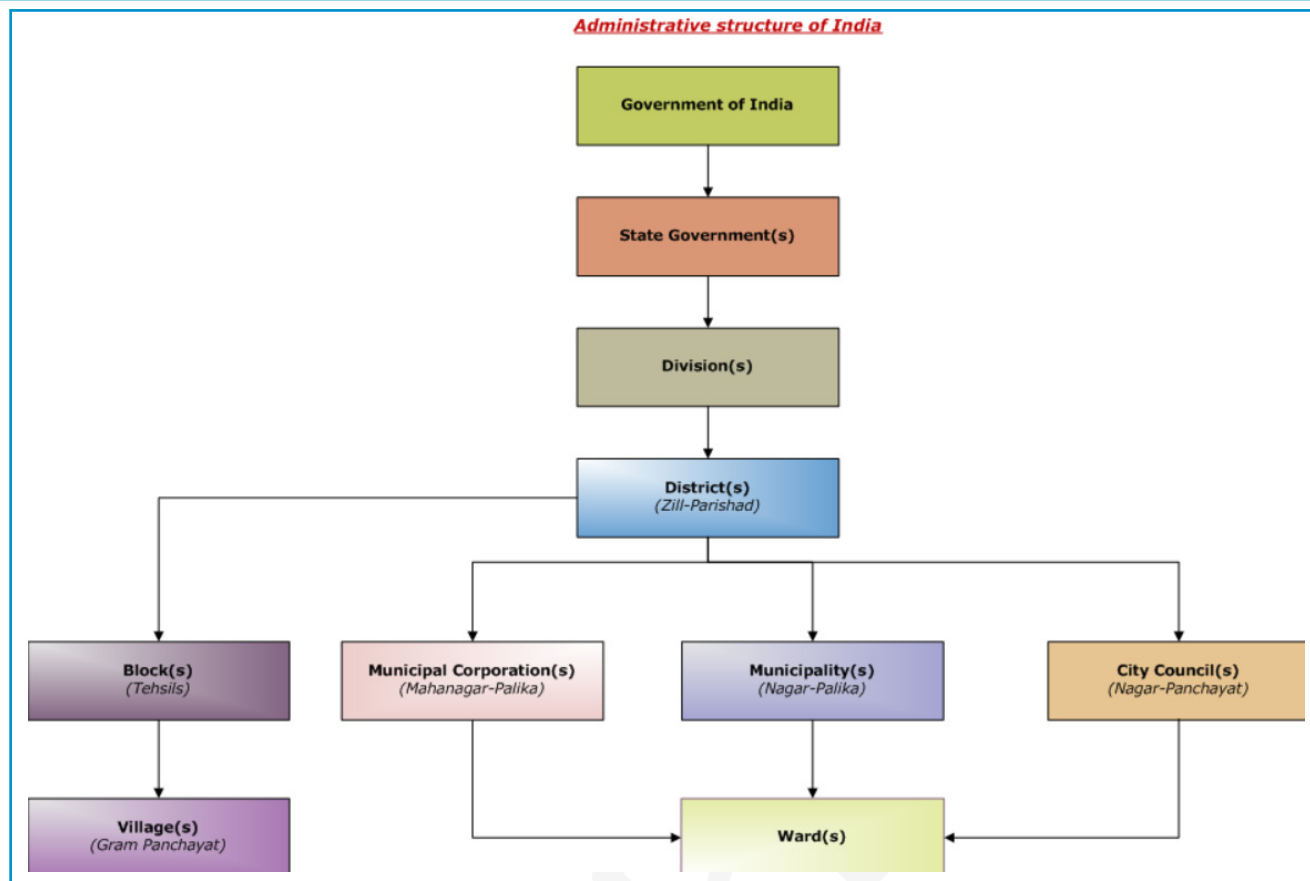 Administrative structure of India
Government of India
State Government(s)
Division(s)
District(s)
(Zill-Parishad)
Block(s)
(Tehsils)
Municipal Corporation(s)
(Mahanagar-Palika)
Municipality(s)
(Nagar-Palika)
City Council(s)
(Nagar-Panchayat)
Village(s)
(Gram Panchayat)
Ward(s)